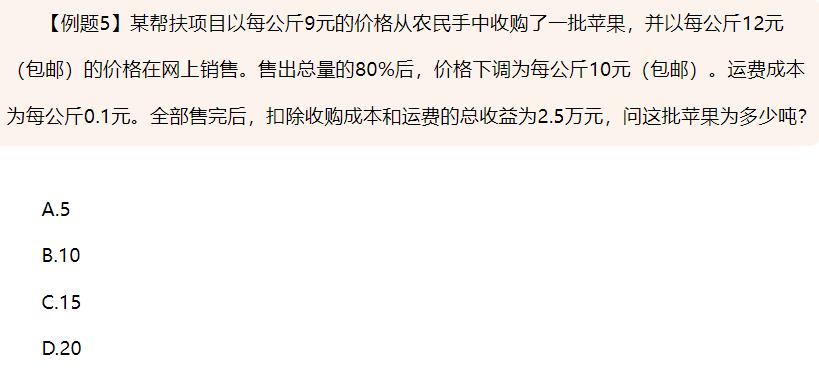 【例题5】某帮扶项目以每公斤9元的价格从农民手中收购了一批苹果，并以每公斤12元
（包邮）的价格在网上销售。售出总量的80%后，价格下调为每公斤10元（包邮）。运费成本
为每公斤0.1元。全部售完后，扣除收购成本和运费的总收益为2.5万元，问这批苹果为多少吨？
A.5
B.10
C.15
D.20